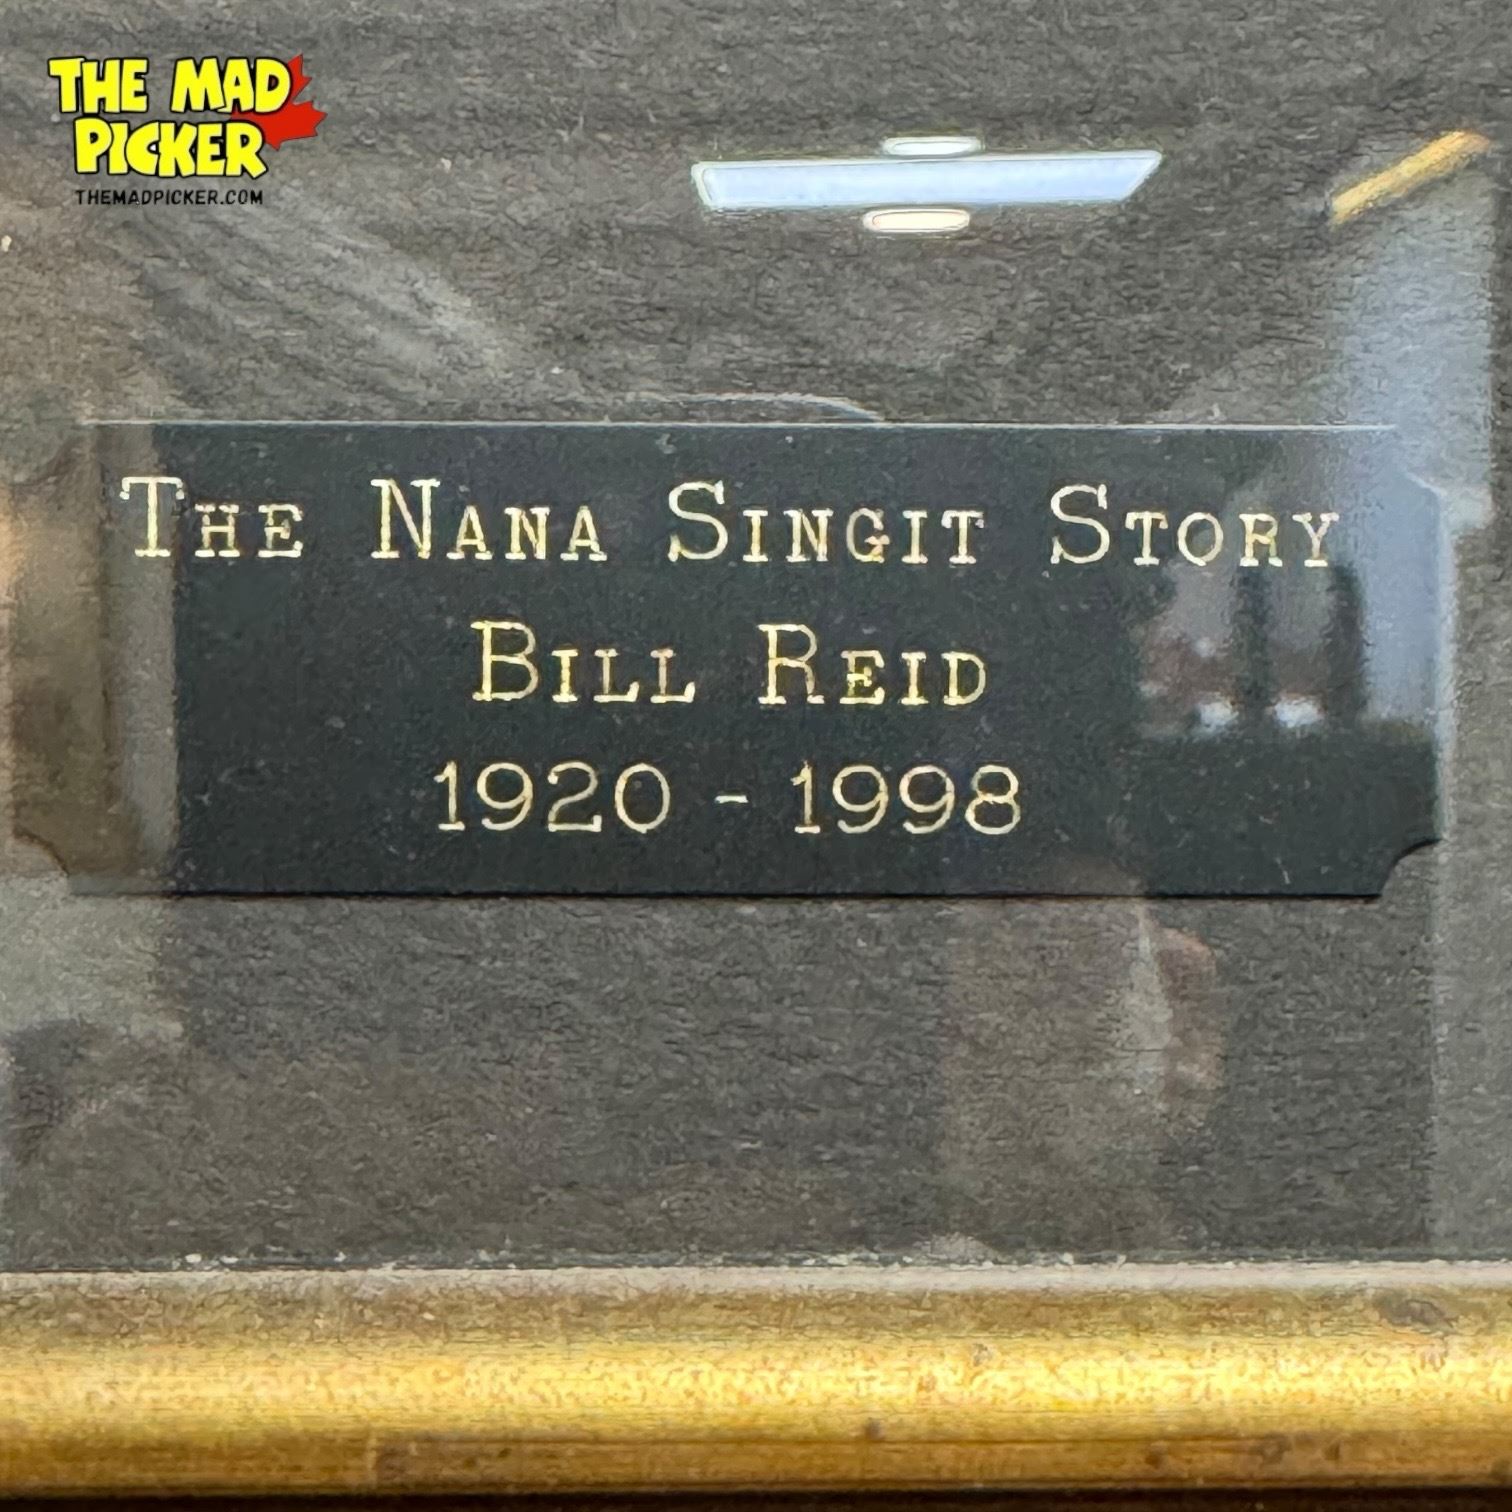 THE MAD
PICKER
THEMADPICKER.COM
THE NANA SINGIT STORY
BILL REID
1920 - 1998